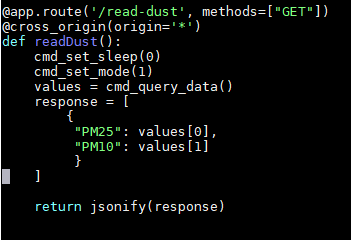 @app.route('/read-dust', methods=["GET"])
@cross_origin(origin='*')
def readDust():
    cmd_set_sleep(0)
    cmd_set_mode(1)
    values = cmd_query_data()
    response = [
        {
         "PM25": values[0],
         "PM10": values[1]
         }
    ]

    return jsonify(response)